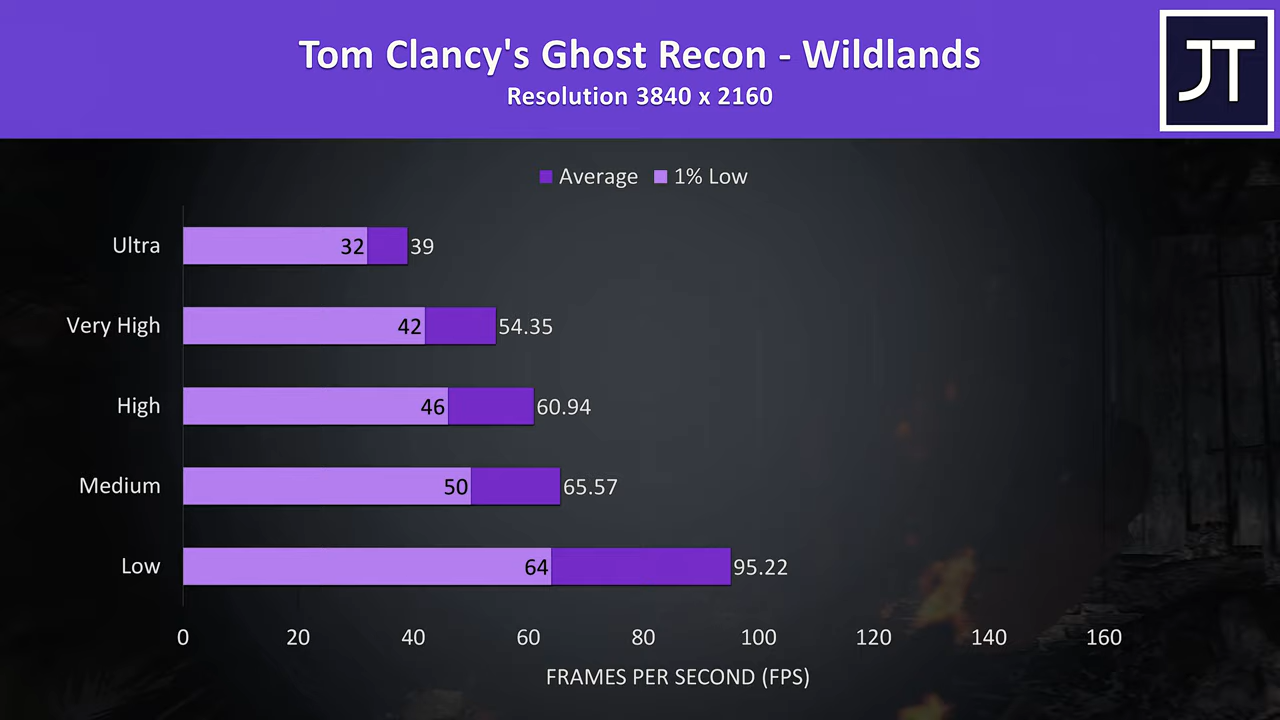 Tom Clancy's Ghost Recon - Wildlands
Resolution 3840 x 2160
JT
Average 1% Low
Ultra 32 39
Very High 42 54.35
High 46 60.94
Medium 50 65.57
Low 64 95.22
0 20 40 60 80 100 120 140 160
FRAMES PER SECOND (FPS)